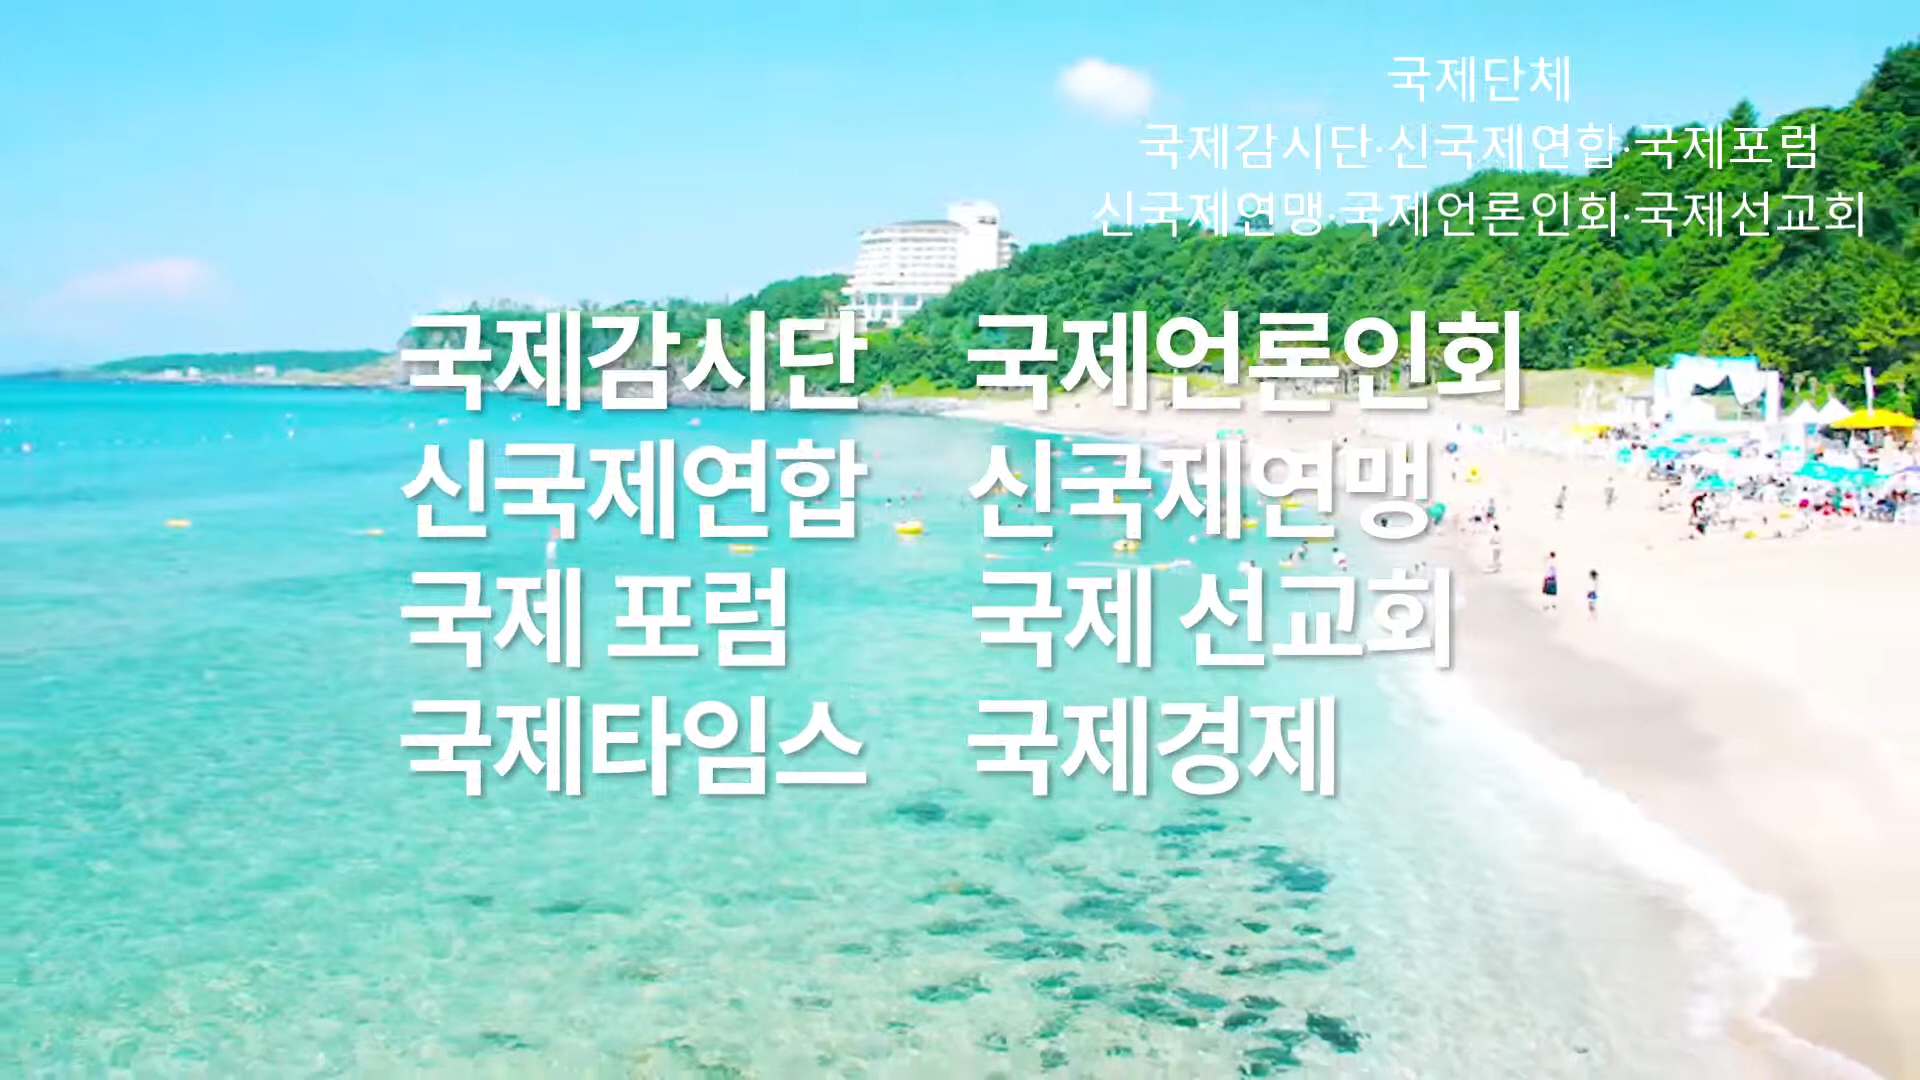 국제단체
국제감시단·신국제연합·국제포럼
신국제연맹·국제언론인회·국제선교회
국제감시단 국제언론인회
신국제연합 신국제연맹
국제 포럼 국제 선교회
국제타임스 국제경제